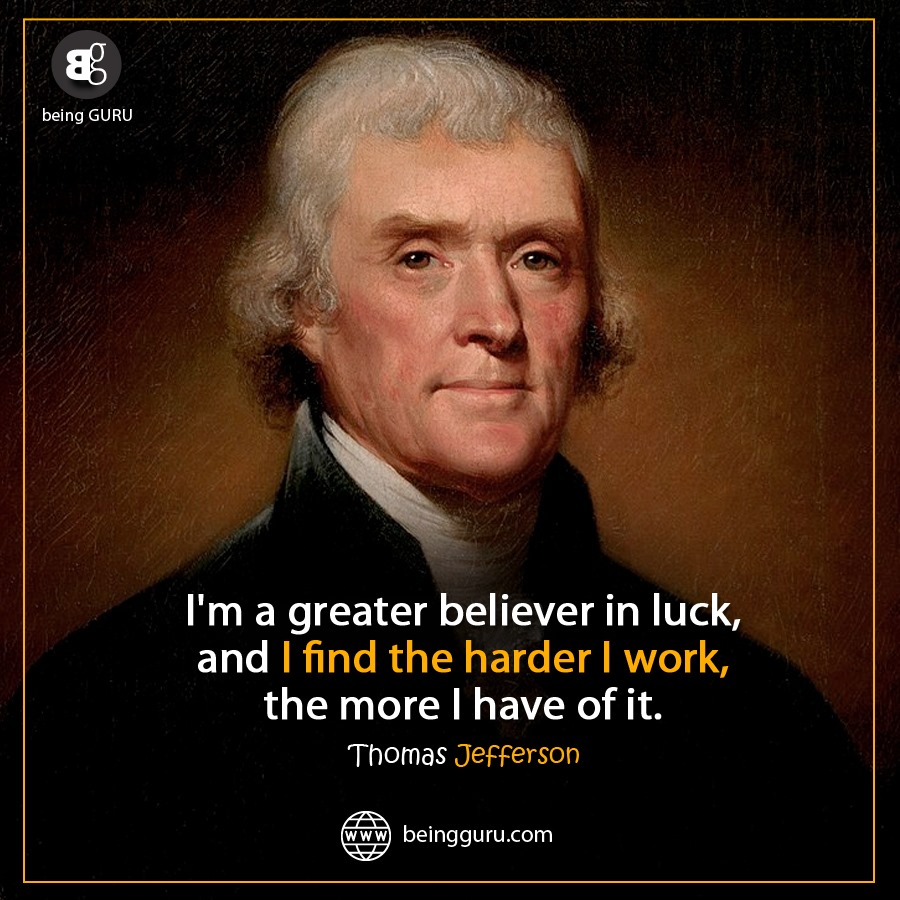 Bg
being GURU
I'm a greater believer in luck,
and I find the harder I work,
the more I have of it.
Thomas Jefferson
www beingguru.com